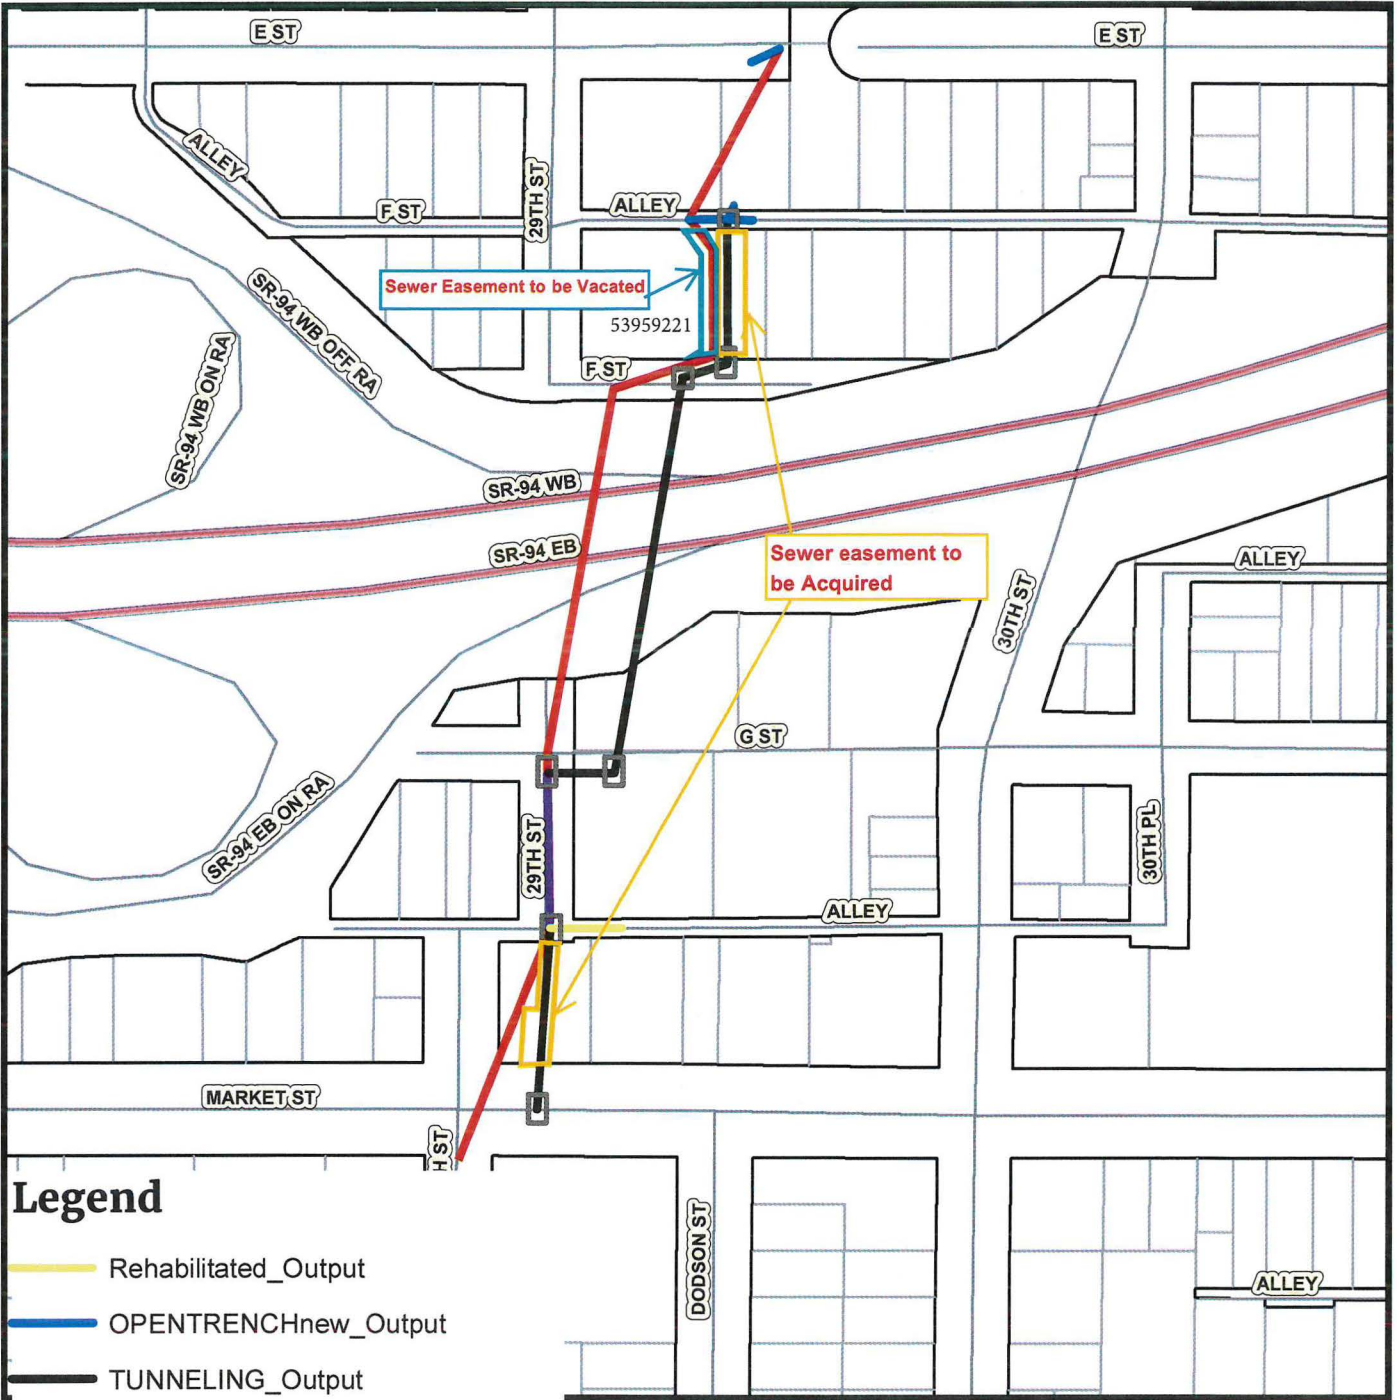 E ST
E ST
ALLEY
F ST
29TH ST
ALLEY
Sewer Easement to be Vacated
53959221
SR-94 WB OFF RA
SR-94 WB ON RA
F ST
SR-94 WB
SR-94 EB
Sewer easement to
be Acquired
ALLEY
30TH ST
G ST
SR-94 EB ON RA
29TH ST
30TH PL
ALLEY
MARKET ST
H ST
DODSON ST
ALLEY
Legend
Rehabilitated_Output
OPENTRENCHnew_Output
TUNNELING_Output